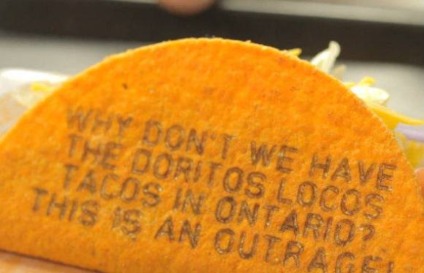 WHY DON'T WE HAVE
THE DORITOS LOCOS
TACOS IN ONTARIO?
THIS IS AN OUTRAGE!